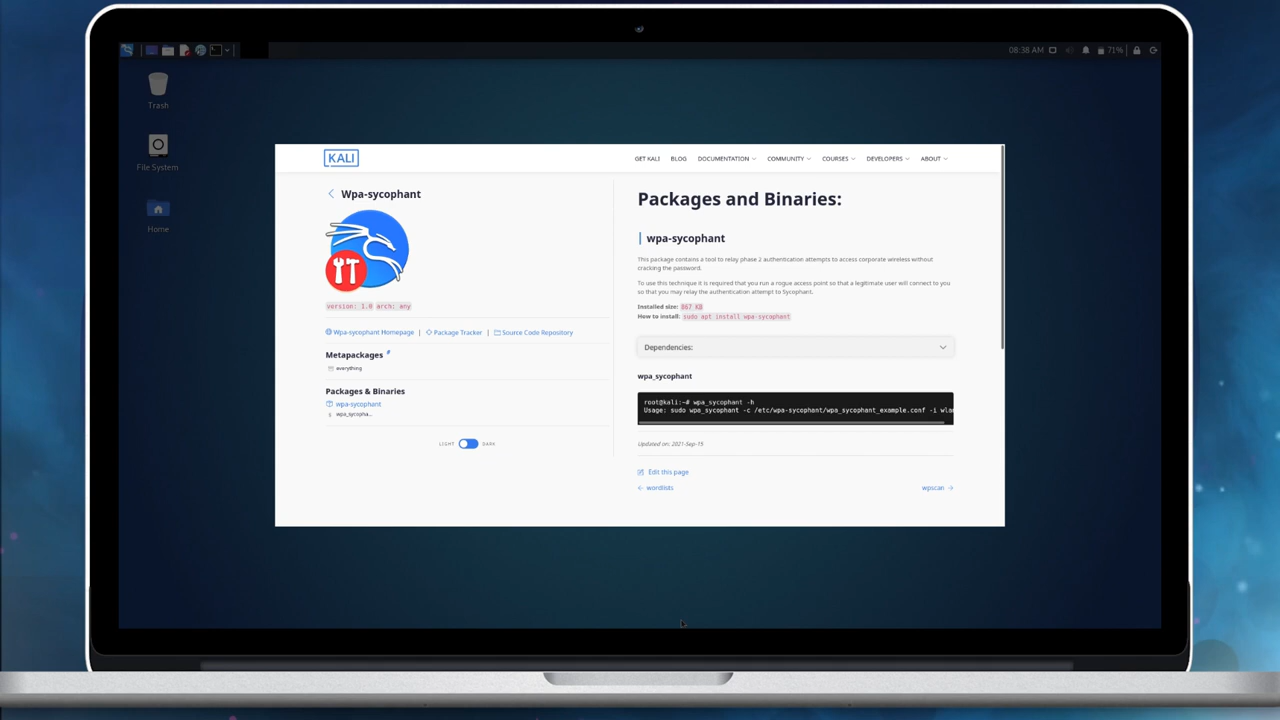 08:38 AM
71%
Trash
File System
Home
KALI
GET KALI
BLOG
DOCUMENTATION
COMMUNITY
COURSES
DEVELOPERS
ABOUT
Wpa-sycophant
version: 1.0 arch: any
Wpa-sycophant Homepage | Package Tracker | Source Code Repository
Metapackages
everything
Packages & Binaries
wpa-sycophant
wpa_sycopha...
LIGHT
DARK
Packages and Binaries:
wpa-sycophant
This package contains a tool to relay phase 2 authentication attempts to access corporate wireless without
cracking the password.
To use this technique it is required that you run a rogue access point so that a legitimate user will connect to you
so that you may relay the authentication attempt to Sycophant.
Installed size: 867 KB
How to install: sudo apt install wpa-sycophant
Dependencies:
wpa_sycophant
root@kali:~# wpa_sycophant -h
Usage: sudo wpa_sycophant -c /etc/wpa-sycophant/wpa_sycophant_example.conf -i wlan
Updated on: 2021-Sep-15
Edit this page
wordlists
wpscan